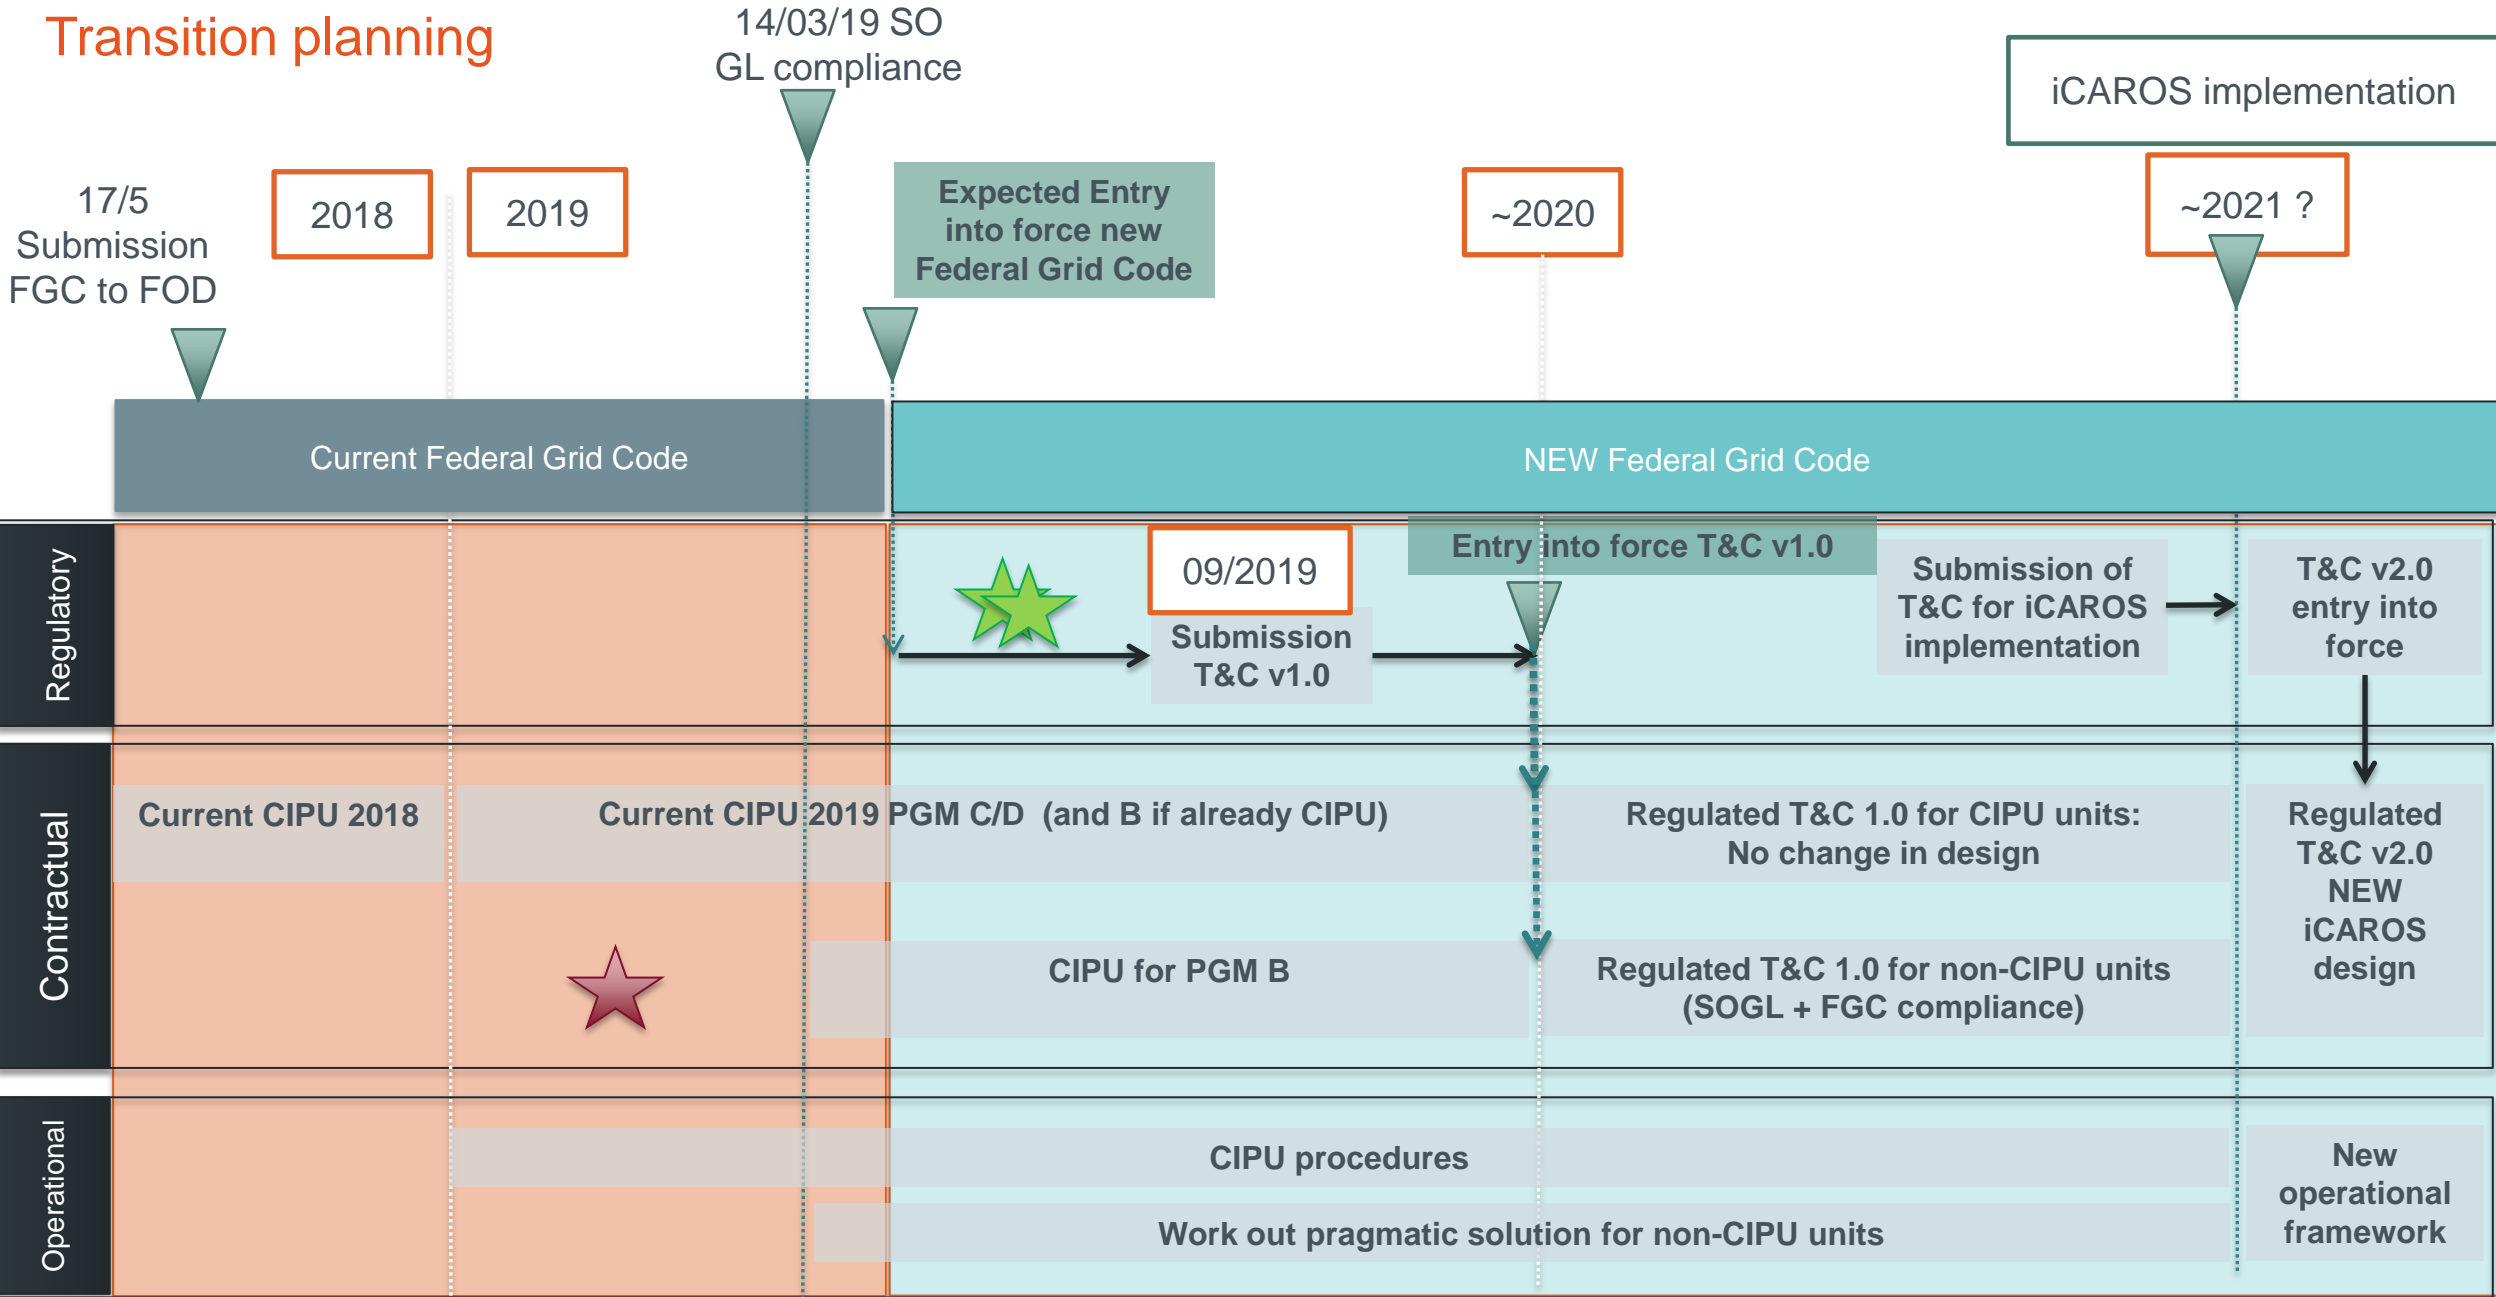 Transition planning
14/03/19 SO
GL compliance
iCAROS implementation
17/5
Submission
FGC to FOD
2018
2019
Expected Entry
into force new
Federal Grid Code
~2020
~2021 ?
Current Federal Grid Code
NEW Federal Grid Code
Regulatory
09/2019
Submission
T&C v1.0
Entry into force T&C v1.0
Submission of
T&C for iCAROS
implementation
T&C v2.0
entry into
force
Contractual
Current CIPU 2018
Current CIPU 2019 PGM C/D (and B if already CIPU)
Regulated T&C 1.0 for CIPU units:
No change in design
Regulated
T&C v2.0
NEW
iCAROS
design
CIPU for PGM B
Regulated T&C 1.0 for non-CIPU units
(SOGL + FGC compliance)
Operational
CIPU procedures
Work out pragmatic solution for non-CIPU units
New
operational
framework